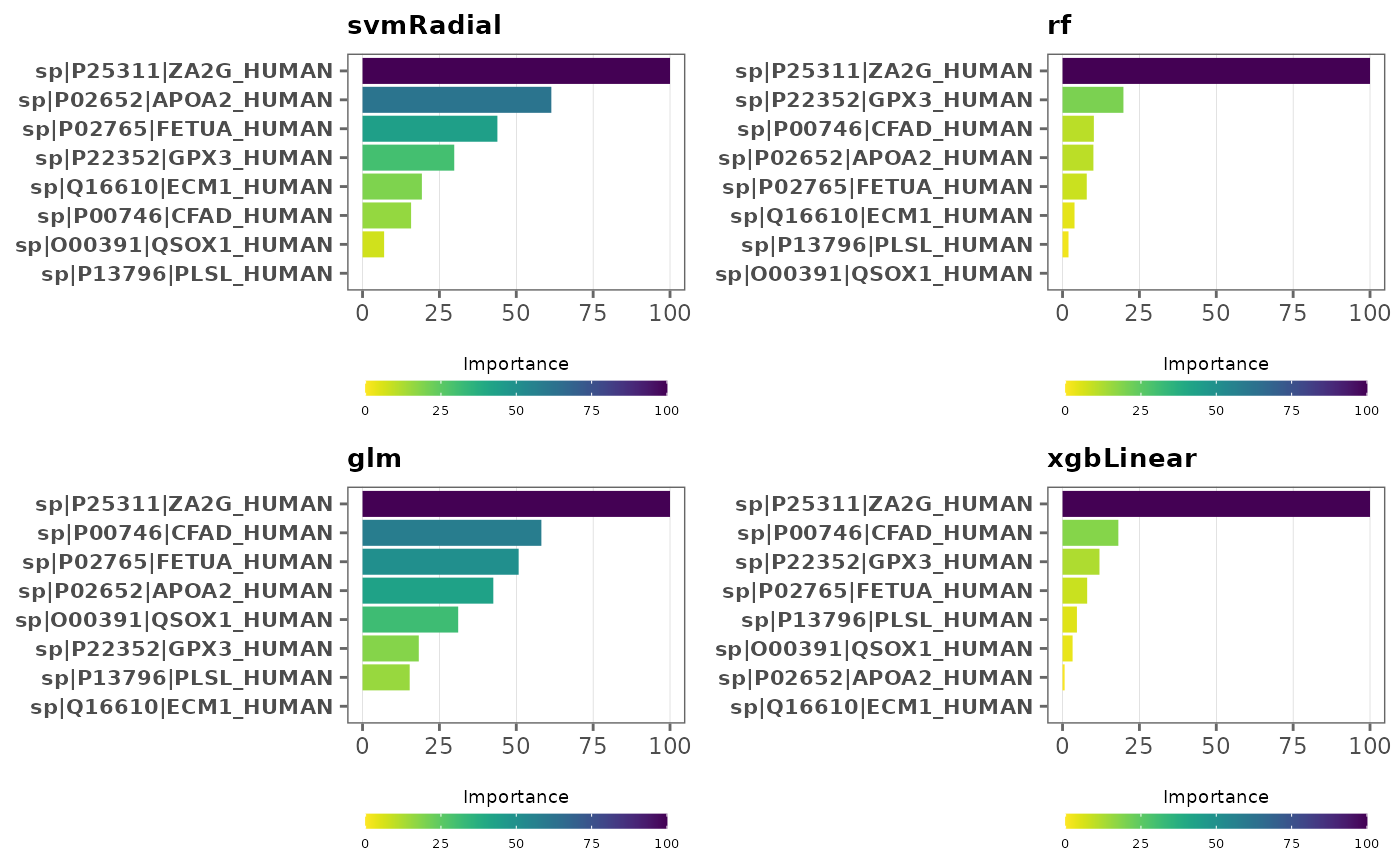 svmRadial
sp|P25311|ZA2G_HUMAN
sp|P02652|APOA2_HUMAN
sp|P02765|FETUA_HUMAN
sp|P22352|GPX3_HUMAN
sp|Q16610|ECM1_HUMAN
sp|P00746|CFAD_HUMAN
sp|O00391|QSOX1_HUMAN
sp|P13796|PLSL_HUMAN
0 25 50 75 100
Importance
0 25 50 75 100
rf
sp|P25311|ZA2G_HUMAN
sp|P22352|GPX3_HUMAN
sp|P00746|CFAD_HUMAN
sp|P02652|APOA2_HUMAN
sp|P02765|FETUA_HUMAN
sp|Q16610|ECM1_HUMAN
sp|P13796|PLSL_HUMAN
sp|O00391|QSOX1_HUMAN
0 25 50 75 100
Importance
0 25 50 75 100
glm
sp|P25311|ZA2G_HUMAN
sp|P00746|CFAD_HUMAN
sp|P02765|FETUA_HUMAN
sp|P02652|APOA2_HUMAN
sp|O00391|QSOX1_HUMAN
sp|P22352|GPX3_HUMAN
sp|P13796|PLSL_HUMAN
sp|Q16610|ECM1_HUMAN
0 25 50 75 100
Importance
0 25 50 75 100
xgbLinear
sp|P25311|ZA2G_HUMAN
sp|P00746|CFAD_HUMAN
sp|P22352|GPX3_HUMAN
sp|P02765|FETUA_HUMAN
sp|P13796|PLSL_HUMAN
sp|O00391|QSOX1_HUMAN
sp|P02652|APOA2_HUMAN
sp|Q16610|ECM1_HUMAN
0 25 50 75 100
Importance
0 25 50 75 100